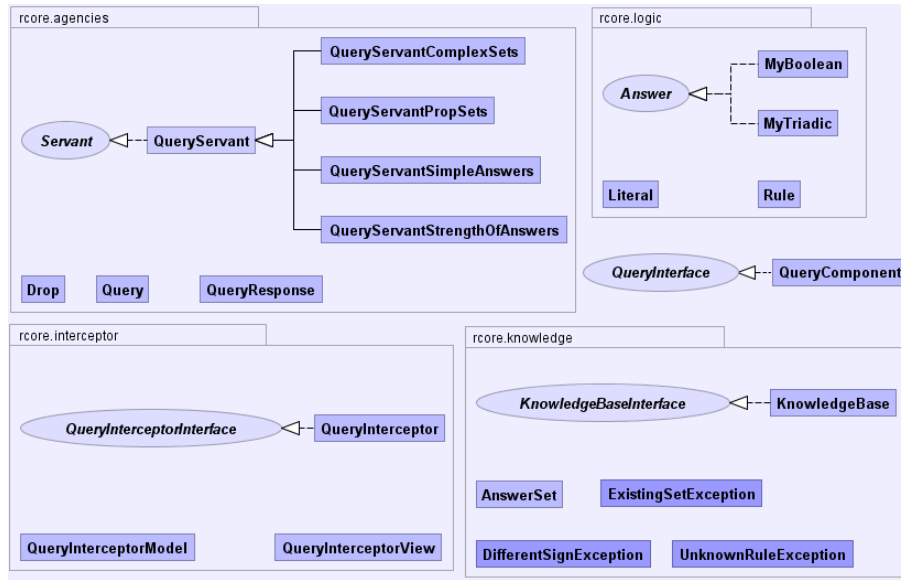 rcore.agencies
QueryServantComplexSets
QueryServantPropSets
Servant
QueryServant
QueryServantSimpleAnswers
QueryServantStrengthOfAnswers
Drop
Query
QueryResponse
rcore.logic
MyBoolean
Answer
MyTriadic
Literal
Rule
QueryInterface
QueryComponent
rcore.interceptor
QueryInterceptorInterface
QueryInterceptor
QueryInterceptorModel
QueryInterceptorView
rcore.knowledge
KnowledgeBaseInterface
KnowledgeBase
AnswerSet
ExistingSetException
DifferentSignException
UnknownRuleException